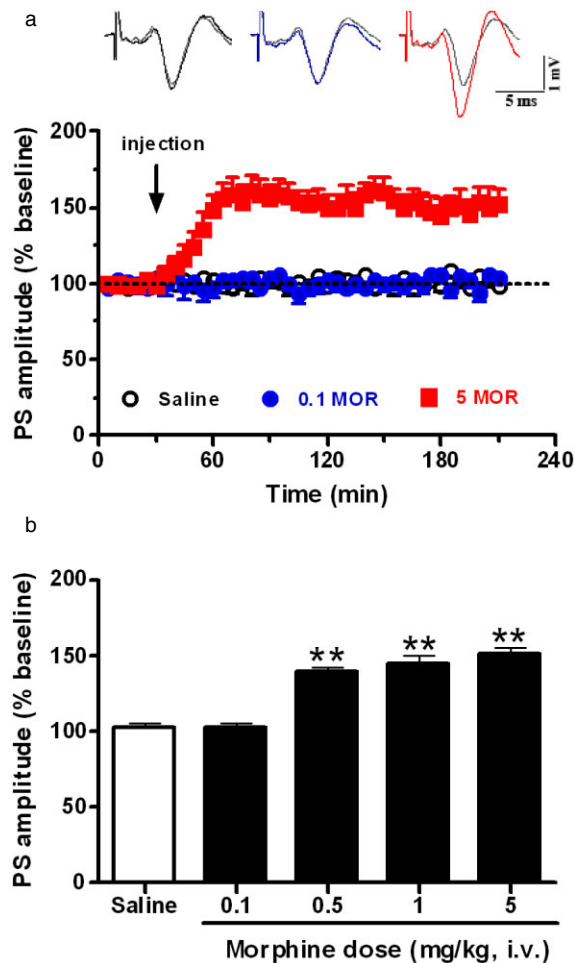 a
1 mV
5 ms
PS amplitude (% baseline)
200
150
100
50
0
injection
Saline 0.1 MOR 5 MOR
0 60 120 180 240
Time (min)
b
PS amplitude (% baseline)
200
150
100
50
0
** ** **
Saline 0.1 0.5 1 5
Morphine dose (mg/kg, i.v.)